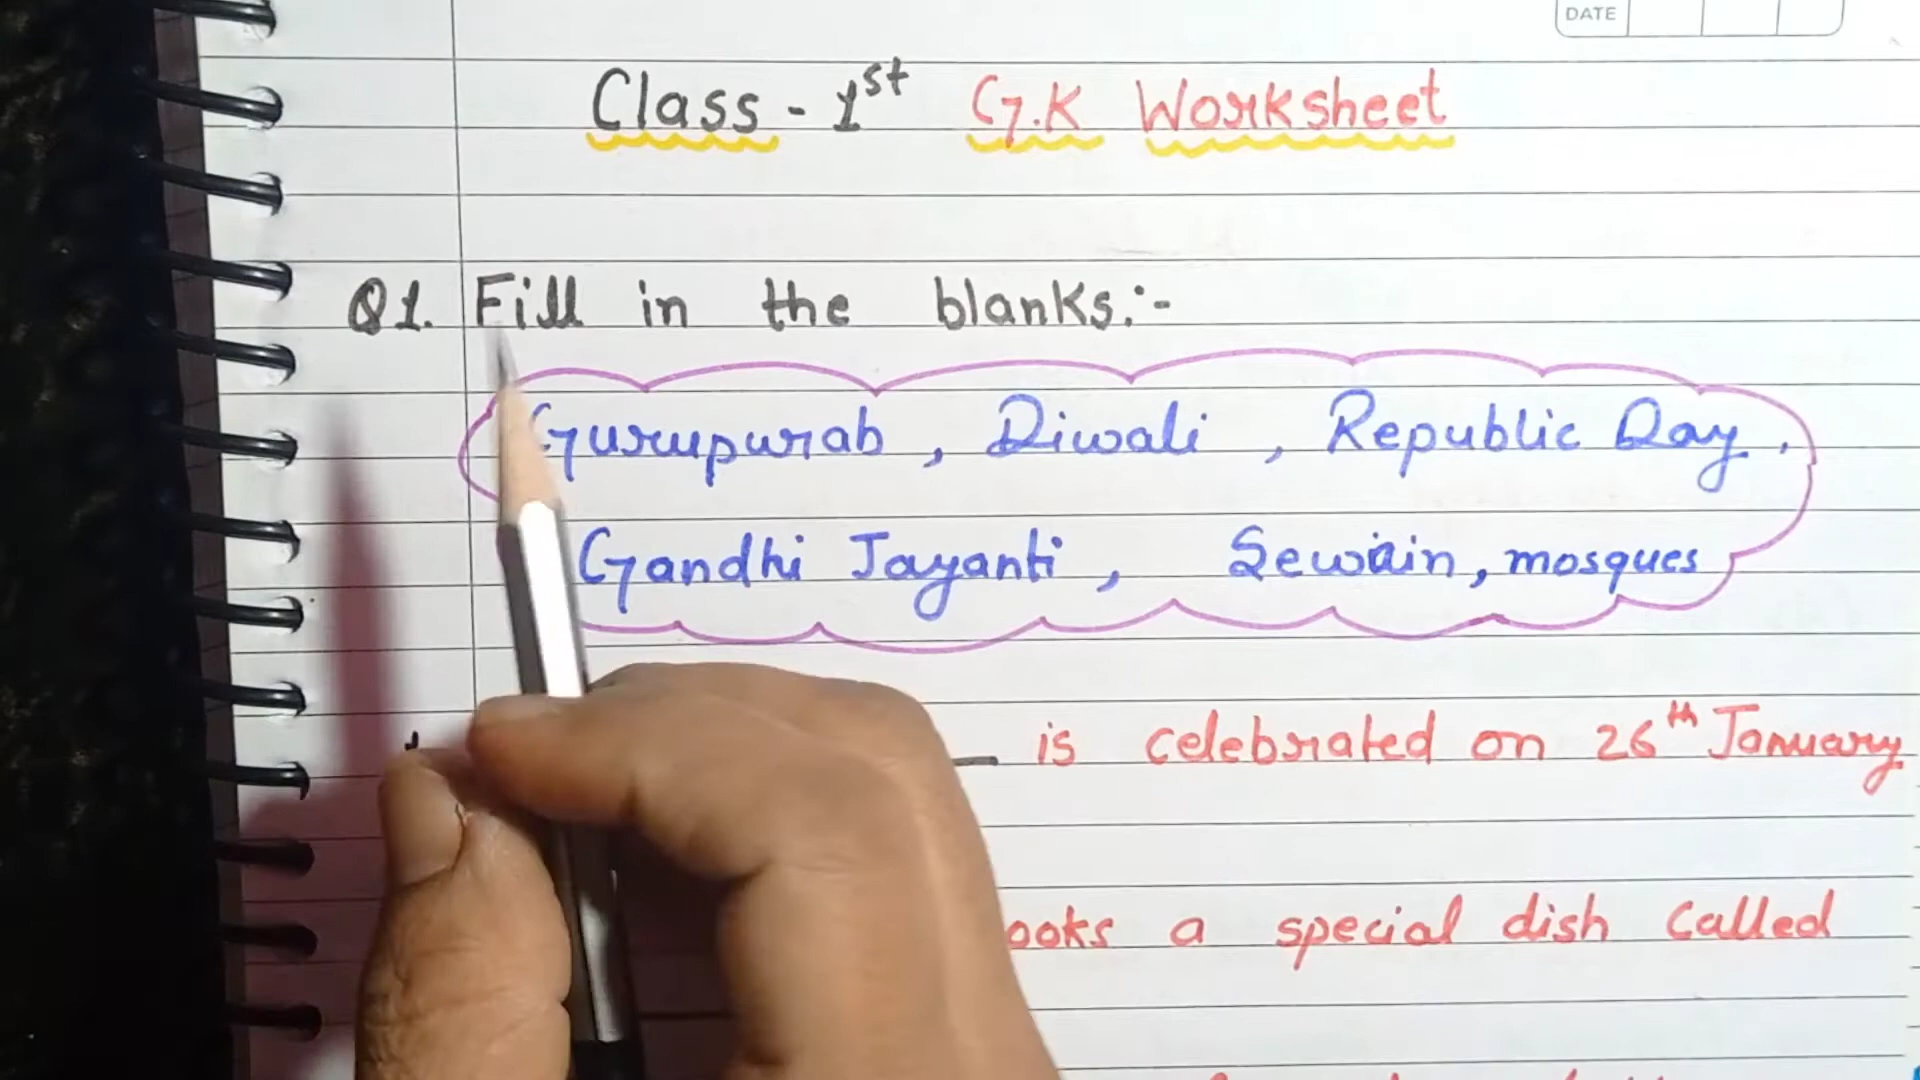 DATE
Class - 1st G.K Worksheet
Q1. Fill in the blanks:-
Gurupurab, Diwali, Republic Day,
Gandhi Jayanti, Sewain, mosques
is celebrated on 26th January
a special dish called